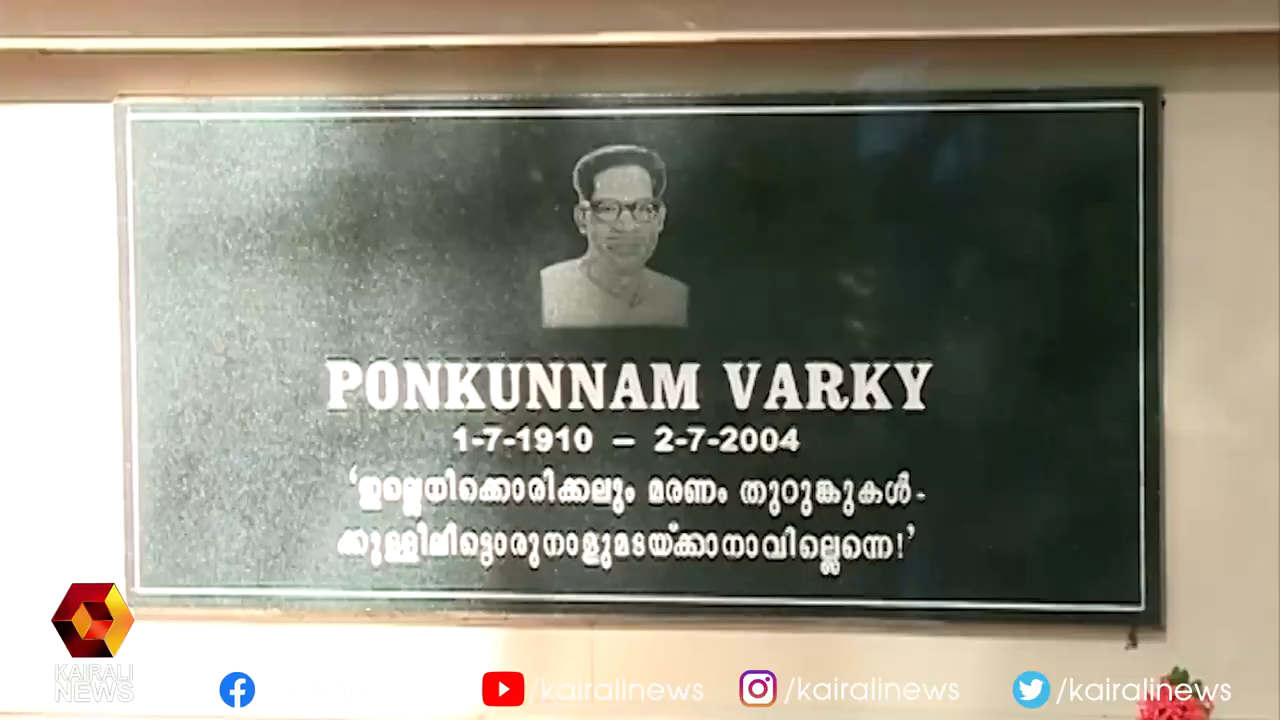 PONKUNNAM VARKY
1-7-1910 – 2-7-2004
‘ഇല്ലെയിക്കൊരിക്കലും മരണം തുറുങ്കുകൾ-
ക്കുള്ളിലിട്ടൊരുനാളുമടയ്ക്കാനാവില്ലെന്നെ!’
KAIRALI
NEWS
/kairalinews
/kairalinews
/kairalinews